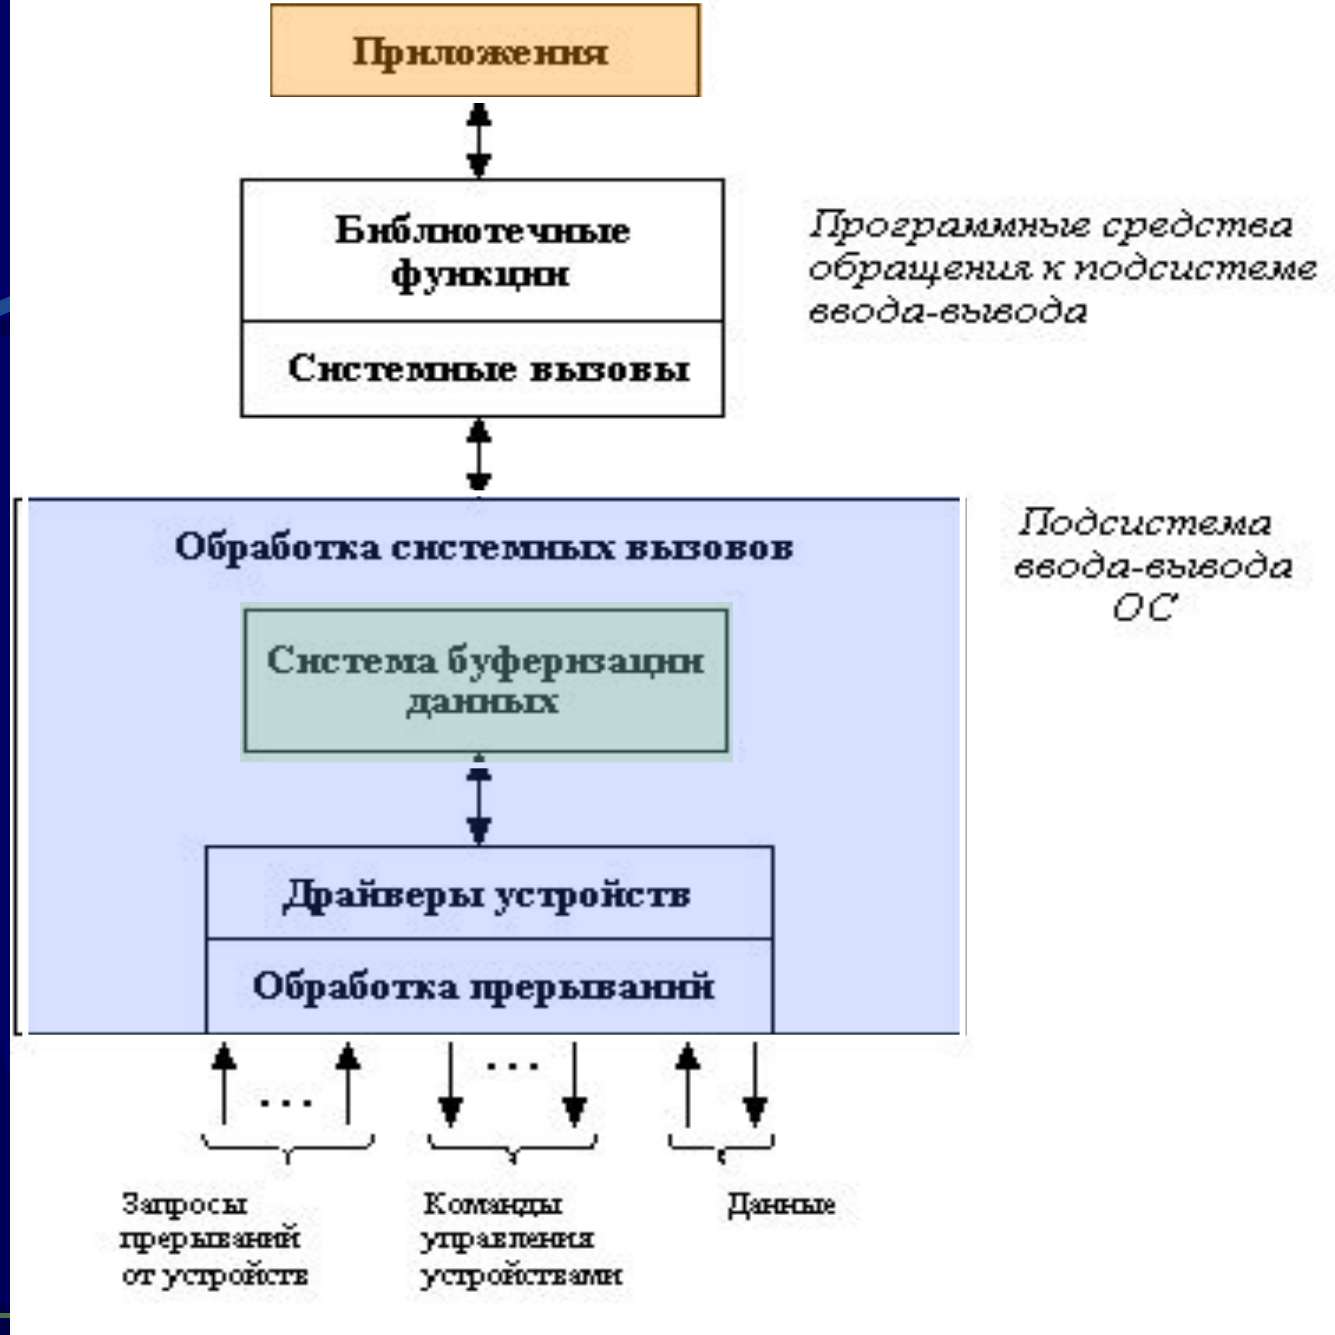 Приложения
Библиотечные
функции
Системные вызовы
Программные средства
обращения к подсистеме
ввода-вывода
Обработка системных вызовов
Подсистема
ввода-вывода
ОС
Система буферизации
данных
Драйверы устройств
Обработка прерываний
...
...
Запросы
прерываний
от устройств
Команды
управления
устройствами
Данные